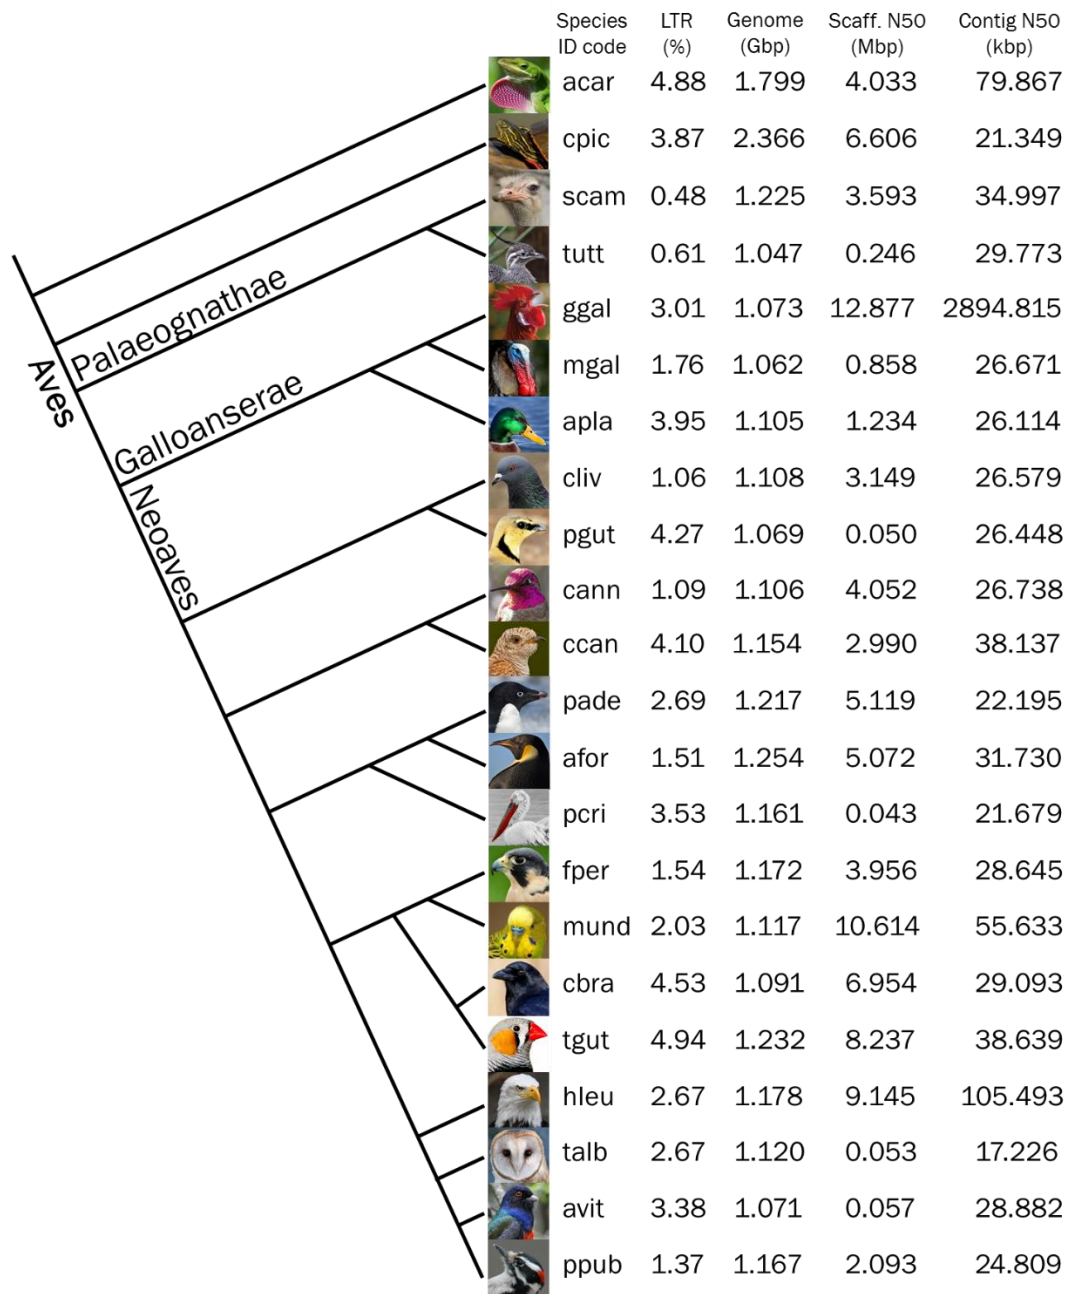 Species LTR Genome Scaff. N50 Contig N50
ID code (%) (Gbp) (Mbp) (kbp)
acar 4.88 1.799 4.033 79.867
cpic 3.87 2.366 6.606 21.349
scam 0.48 1.225 3.593 34.997
tutt 0.61 1.047 0.246 29.773
Palaeognathae
ggal 3.01 1.073 12.877 2894.815
mgal 1.76 1.062 0.858 26.671
Aves
apla 3.95 1.105 1.234 26.114
Galloanserae
cliv 1.06 1.108 3.149 26.579
pgut 4.27 1.069 0.050 26.448
Neoaves
cann 1.09 1.106 4.052 26.738
ccan 4.10 1.154 2.990 38.137
pade 2.69 1.217 5.119 22.195
afor 1.51 1.254 5.072 31.730
pcri 3.53 1.161 0.043 21.679
fper 1.54 1.172 3.956 28.645
mund 2.03 1.117 10.614 55.633
cbra 4.53 1.091 6.954 29.093
tgut 4.94 1.232 8.237 38.639
hleu 2.67 1.178 9.145 105.493
talb 2.67 1.120 0.053 17.226
avit 3.38 1.071 0.057 28.882
ppub 1.37 1.167 2.093 24.809